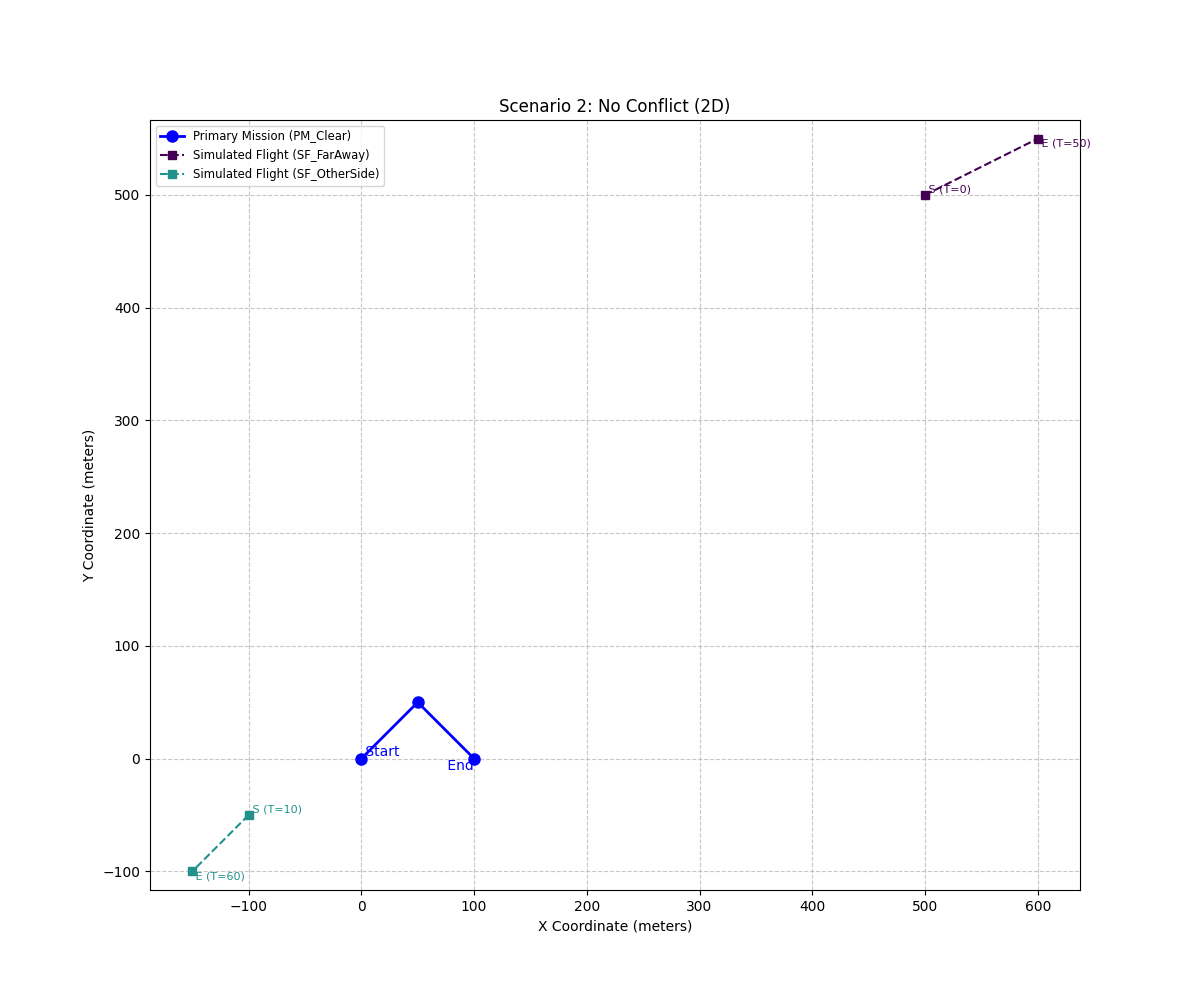 Scenario 2: No Conflict (2D)
Primary Mission (PM_Clear)
Simulated Flight (SF_FarAway)
Simulated Flight (SF_OtherSide)
E (T=50)
S (T=0)
500
400
300
200
100
0
−100
Y Coordinate (meters)
Start
End
S (T=10)
E (T=60)
−100
0
100
200
300
400
500
600
X Coordinate (meters)